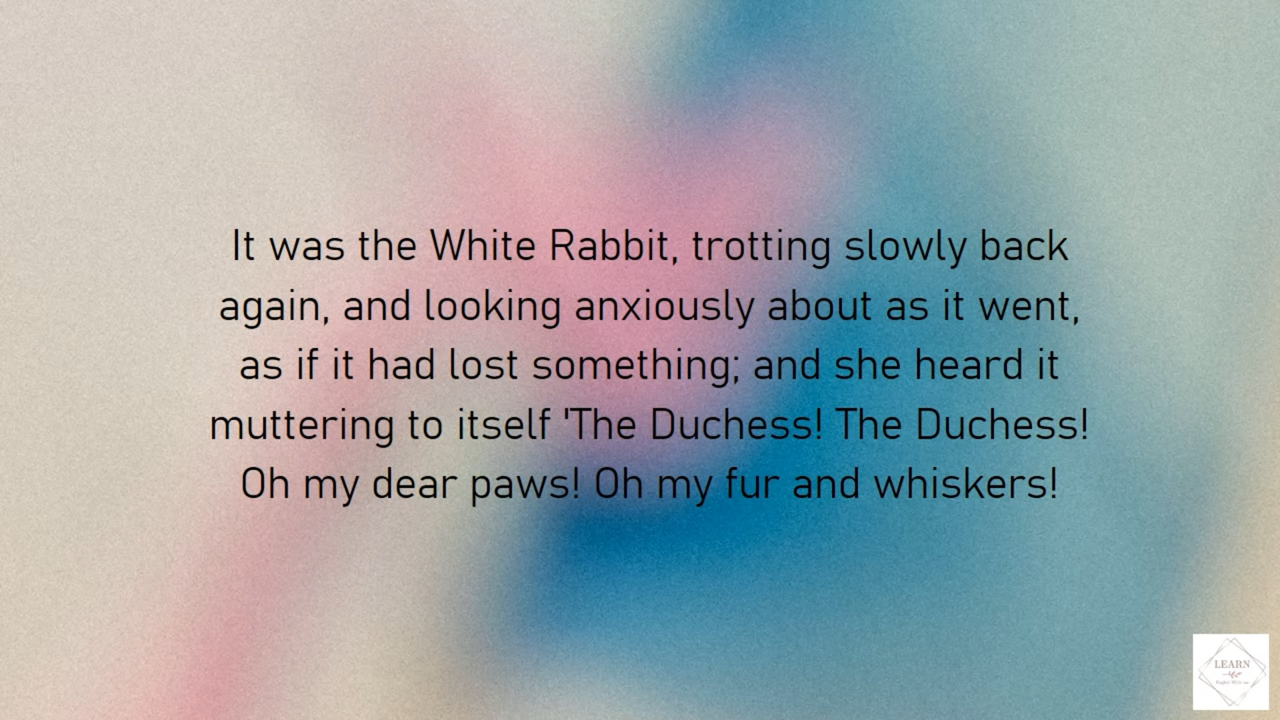 It was the White Rabbit, trotting slowly back
again, and looking anxiously about as it went,
as if it had lost something; and she heard it
muttering to itself 'The Duchess! The Duchess!
Oh my dear paws! Oh my fur and whiskers!
LEARN